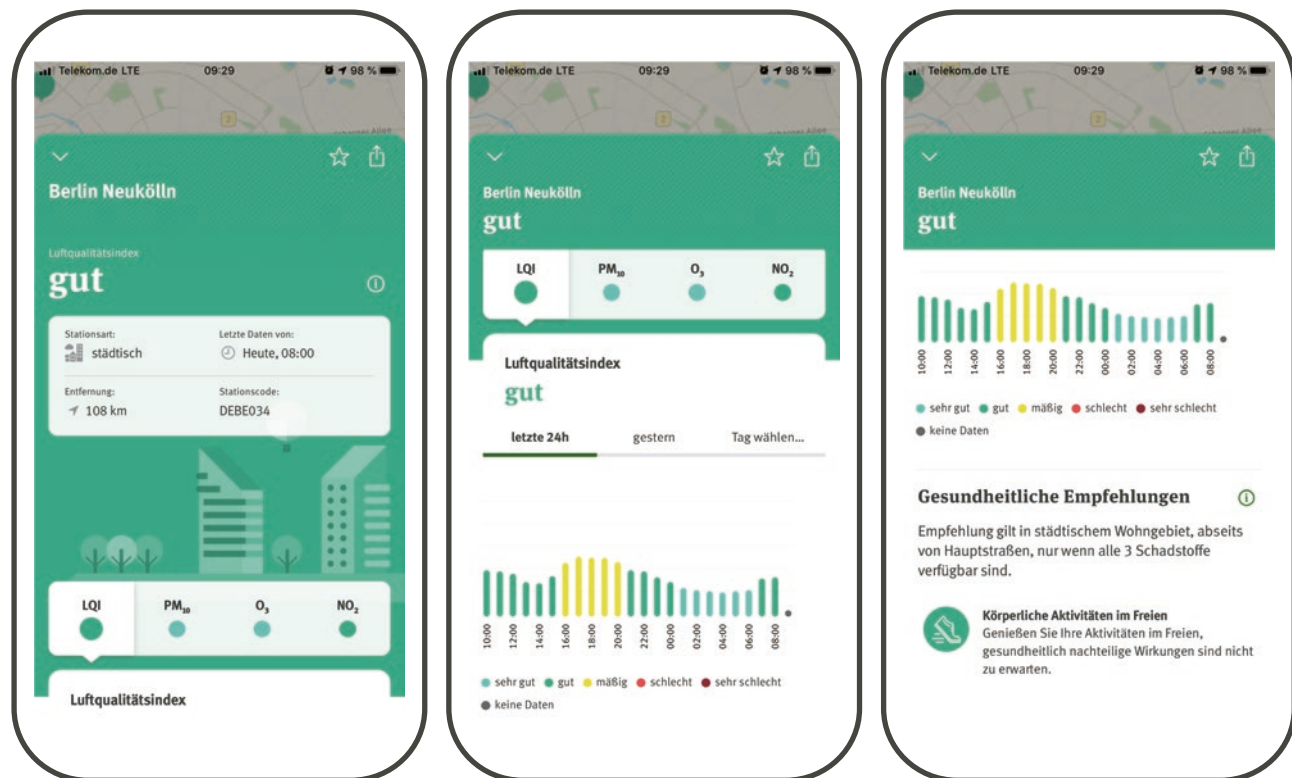 Telekom.de LTE 09:29 98 %
2
Berlin Neukölln
Luftqualitätsindex
gut
Stationsart:
städtisch
Letzte Daten von:
Heute, 08:00
Entfernung:
108 km
Stationscode:
DEBE034
LQI PM₁₀ O₃ NO₂
Luftqualitätsindex
Telekom.de LTE 09:29 98 %
2
Berlin Neukölln
gut
LQI PM₁₀ O₃ NO₂
Luftqualitätsindex
gut
letzte 24h gestern Tag wählen...
10:00 12:00 14:00 16:00 18:00 20:00 22:00 00:00 02:00 04:00 06:00 08:00
sehr gut gut mäßig schlecht sehr schlecht
keine Daten
Telekom.de LTE 09:29 98 %
2
Berlin Neukölln
gut
10:00 12:00 14:00 16:00 18:00 20:00 22:00 00:00 02:00 04:00 06:00 08:00
sehr gut gut mäßig schlecht sehr schlecht
keine Daten
Gesundheitliche Empfehlungen
Empfehlung gilt in städtischem Wohngebiet, abseits
von Hauptstraßen, nur wenn alle 3 Schadstoffe
verfügbar sind.
Körperliche Aktivitäten im Freien
Genießen Sie Ihre Aktivitäten im Freien,
gesundheitlich nachteilige Wirkungen sind nicht
zu erwarten.